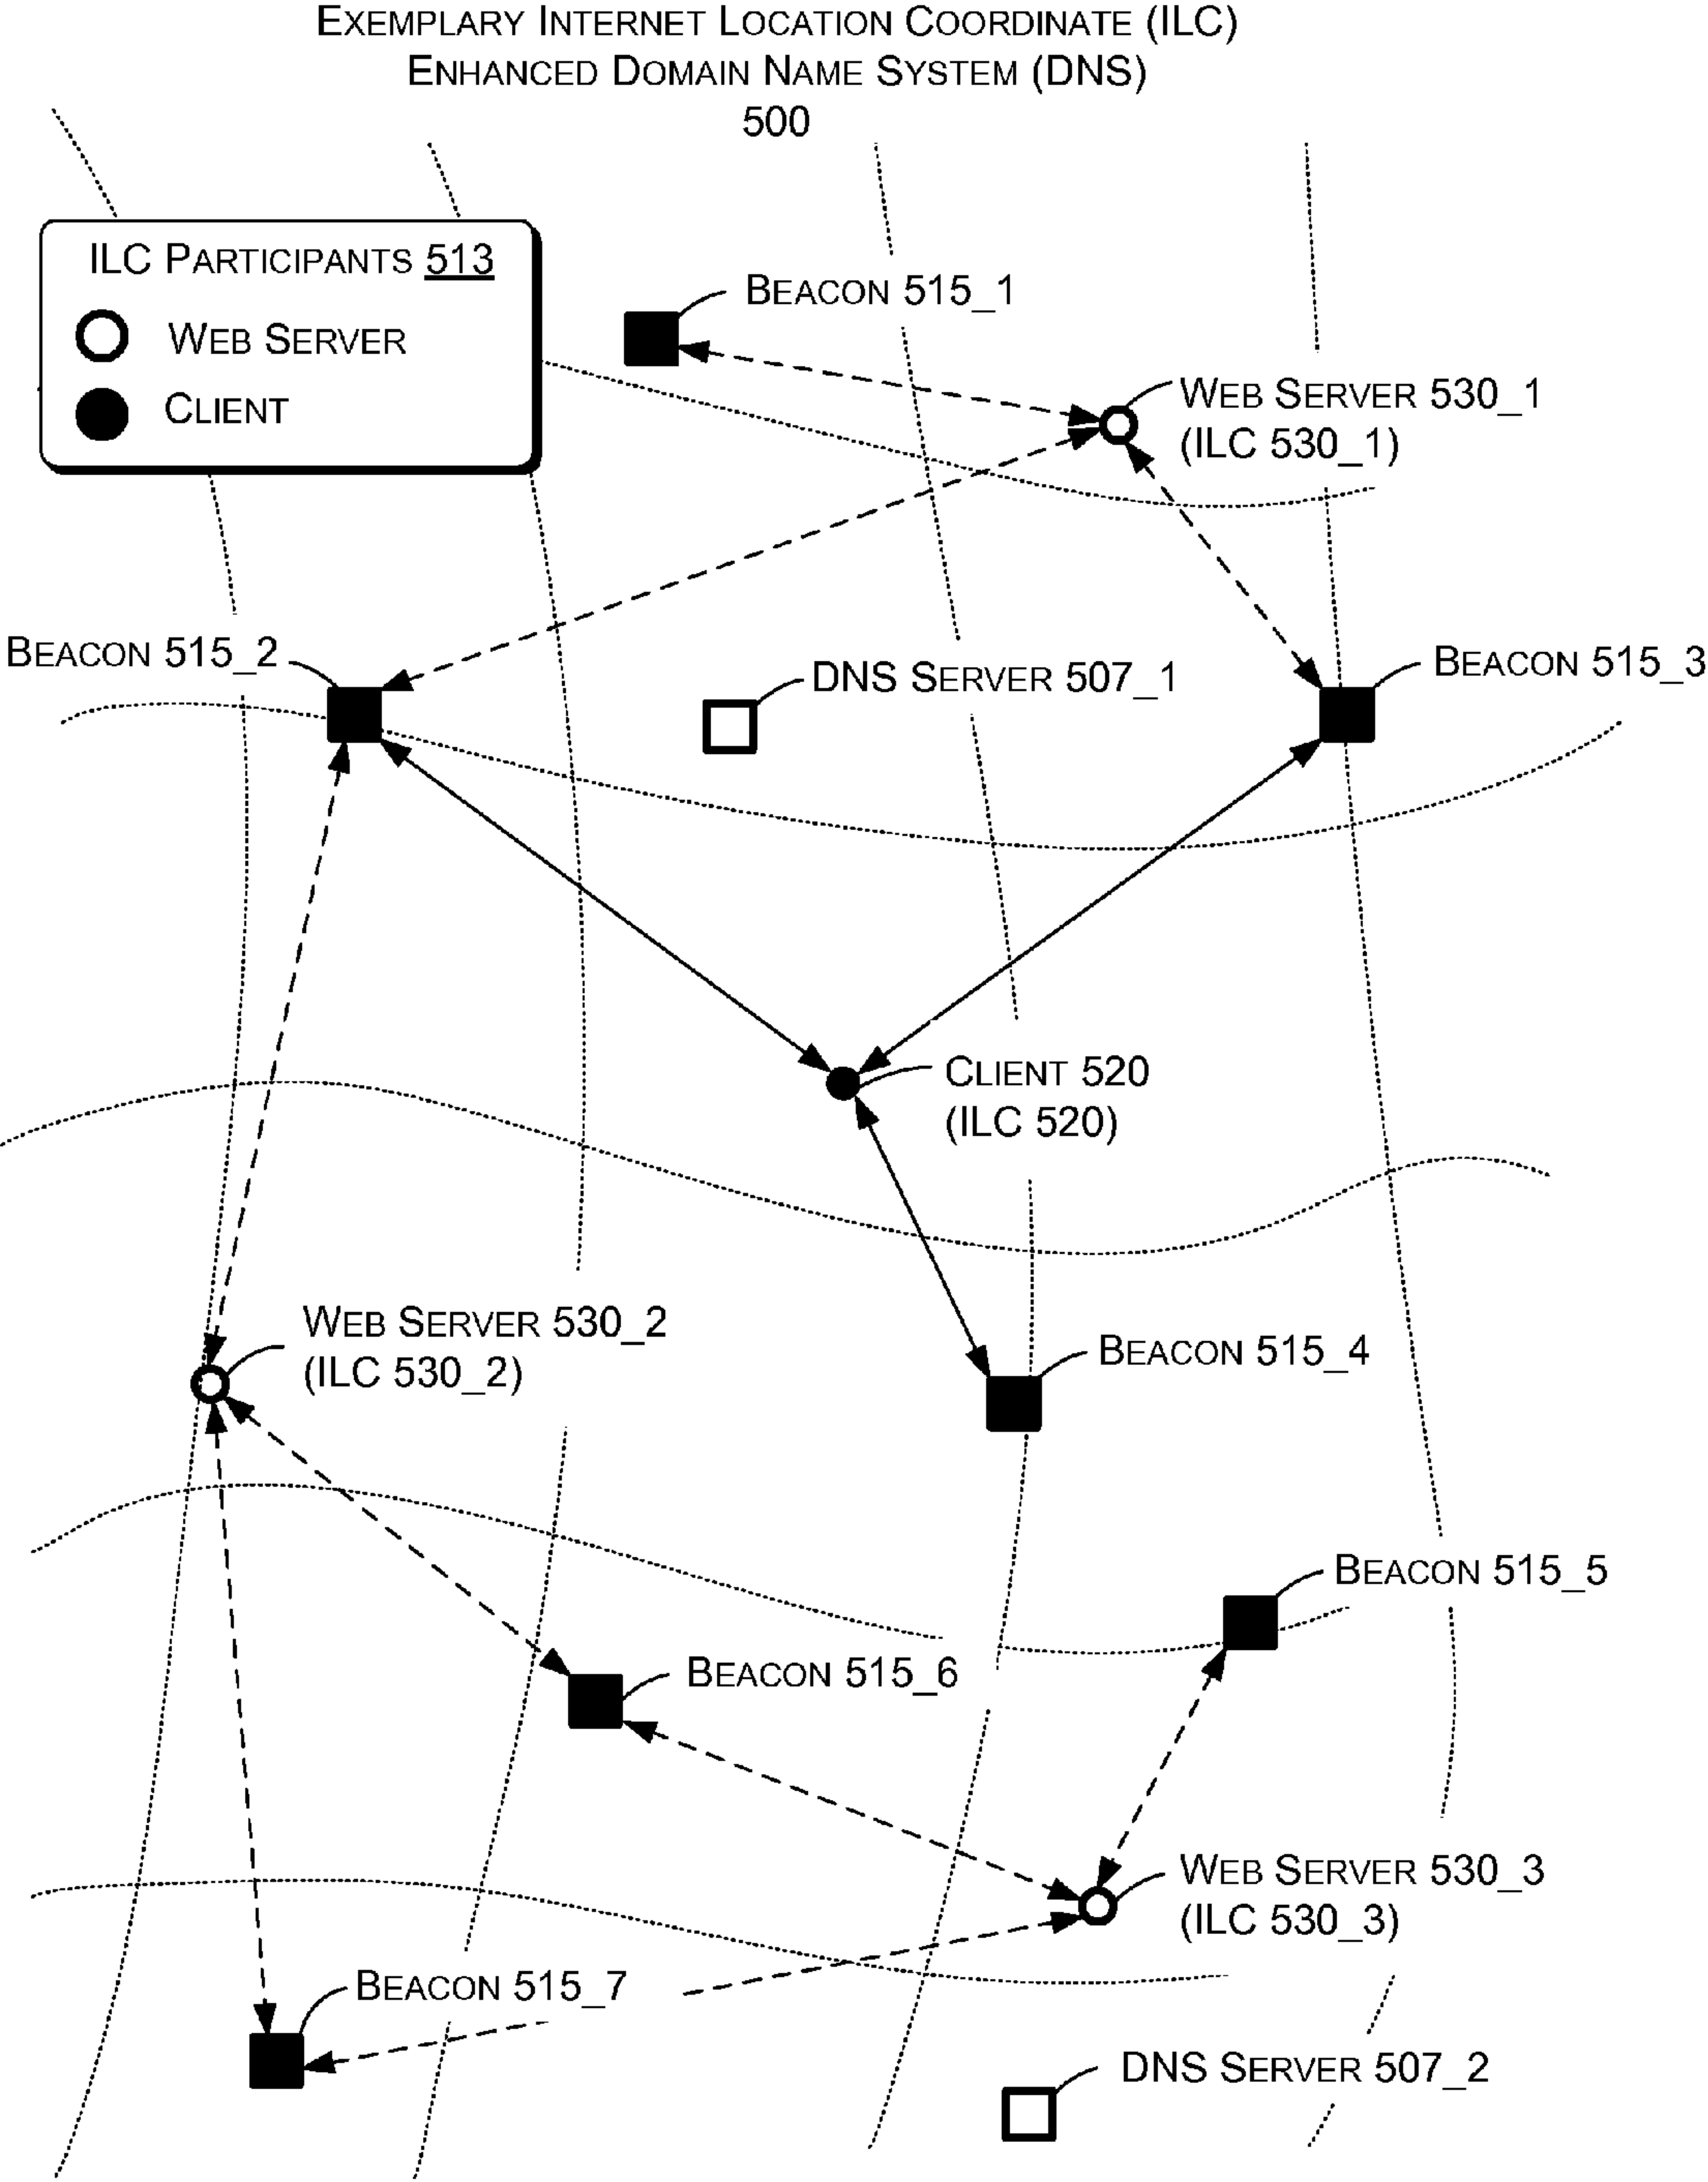 EXEMPLARY INTERNET LOCATION COORDINATE (ILC)
ENHANCED DOMAIN NAME SYSTEM (DNS)
500
ILC PARTICIPANTS 513
WEB SERVER
CLIENT
BEACON 515_1
WEB SERVER 530_1
(ILC 530_1)
BEACON 515_2
DNS SERVER 507_1
BEACON 515_3
CLIENT 520
(ILC 520)
WEB SERVER 530_2
(ILC 530_2)
BEACON 515_4
BEACON 515_5
BEACON 515_6
WEB SERVER 530_3
(ILC 530_3)
BEACON 515_7
DNS SERVER 507_2